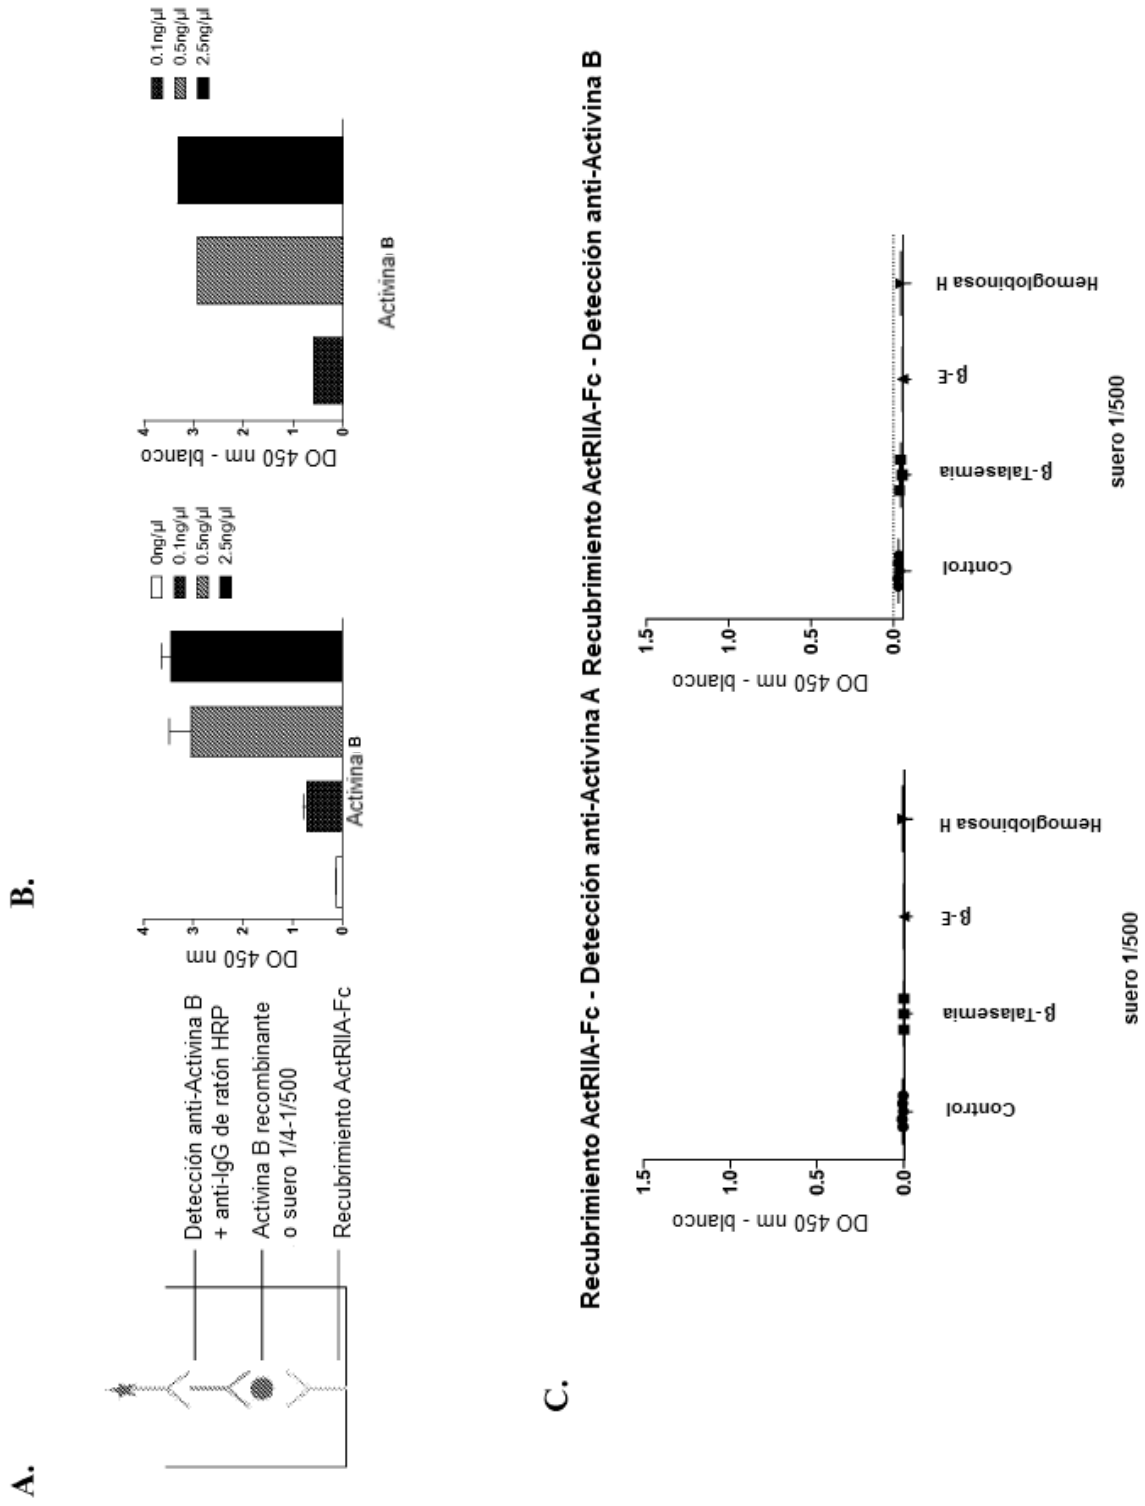 A.
Detección anti-Activina B
+ anti-IgG de ratón HRP
Activina B recombinante
o suero 1/4-1/500
Recubrimiento ActRIIA-Fc
B.
DO 450 nm
4
3
2
1
0
Activina B
0ng/µl
0.1ng/µl
0.5ng/µl
2.5ng/µl
DO 450 nm - blanco
4
3
2
1
0
Activina B
0.1ng/µl
0.5ng/µl
2.5ng/µl
C.
Recubrimiento ActRIIA-Fc - Detección anti-Activina A
DO 450 nm - blanco
1.5
1.0
0.5
0.0
Control
β-Talasemia
β-E
Hemoglobinosa H
suero 1/500
Recubrimiento ActRIIA-Fc - Detección anti-Activina B
DO 450 nm - blanco
1.5
1.0
0.5
0.0
Control
β-Talasemia
β-E
Hemoglobinosa H
suero 1/500